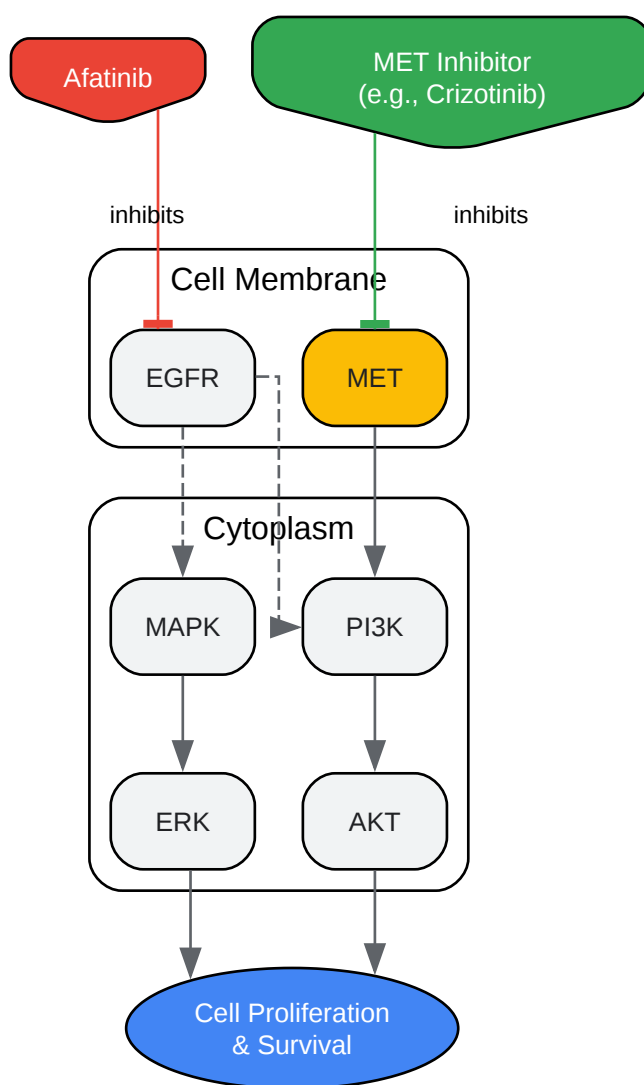 Afatinib
MET Inhibitor
(e.g., Crizotinib)
inhibits
inhibits
Cell Membrane
EGFR
MET
Cytoplasm
MAPK
PI3K
ERK
AKT
Cell Proliferation
& Survival